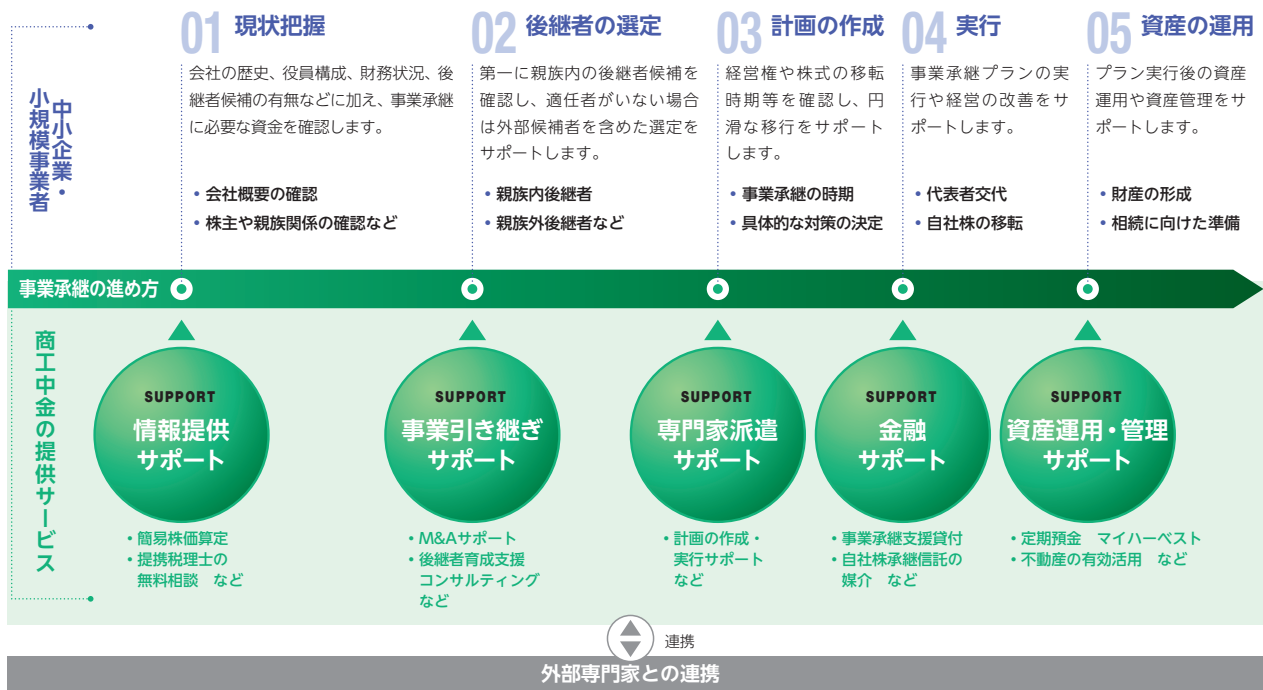 中小企業・
小規模事業者
01 現状把握
会社の歴史、役員構成、財務状況、後
継者候補の有無などに加え、事業承継
に必要な資金を確認します。
・会社概要の確認
・株主や親族関係の確認など
02 後継者の選定
第一に親族内の後継者候補を
確認し、適任者がいない場合
は外部候補者を含めた選定を
サポートします。
・親族内後継者
・親族外後継者など
03 計画の作成
経営権や株式の移転
時期等を確認し、円
滑な移行をサポート
します。
・事業承継の時期
・具体的な対策の決定
04 実行
事業承継プランの実
行や経営の改善をサ
ポートします。
・代表者交代
・自社株の移転
05 資産の運用
プラン実行後の資産
運用や資産管理をサ
ポートします。
・財産の形成
・相続に向けた準備
事業承継の進め方
商工中金の提供サービス
SUPPORT
情報提供
サポート
・簡易株価算定
・提携税理士の
無料相談　など
SUPPORT
事業引き継ぎ
サポート
・M&Aサポート
・後継者育成支援
コンサルティング
など
SUPPORT
専門家派遣
サポート
・計画の作成・
実行サポート
など
SUPPORT
金融
サポート
・事業承継支援貸付
・自社株承継信託の
媒介　など
SUPPORT
資産運用・管理
サポート
・定期預金　マイハーベスト
・不動産の有効活用　など
連携
外部専門家との連携